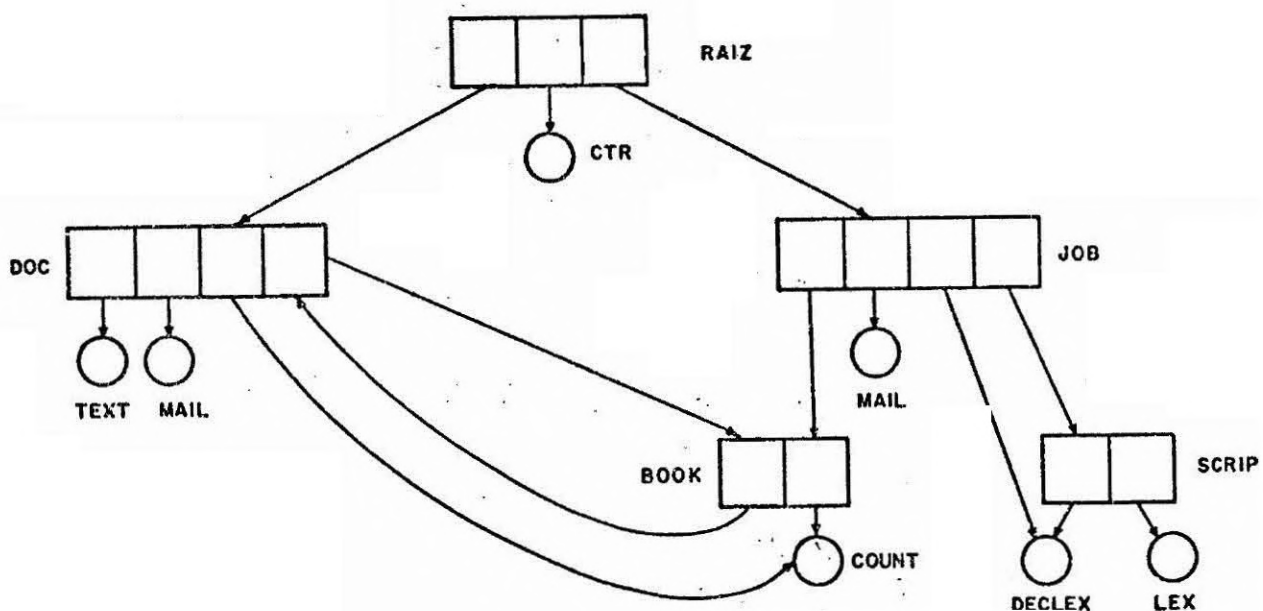 RAIZ
CTR
DOC
JOB
TEXT
MAIL
MAIL
BOOK
SCRIP
COUNT
DECLEX
LEX